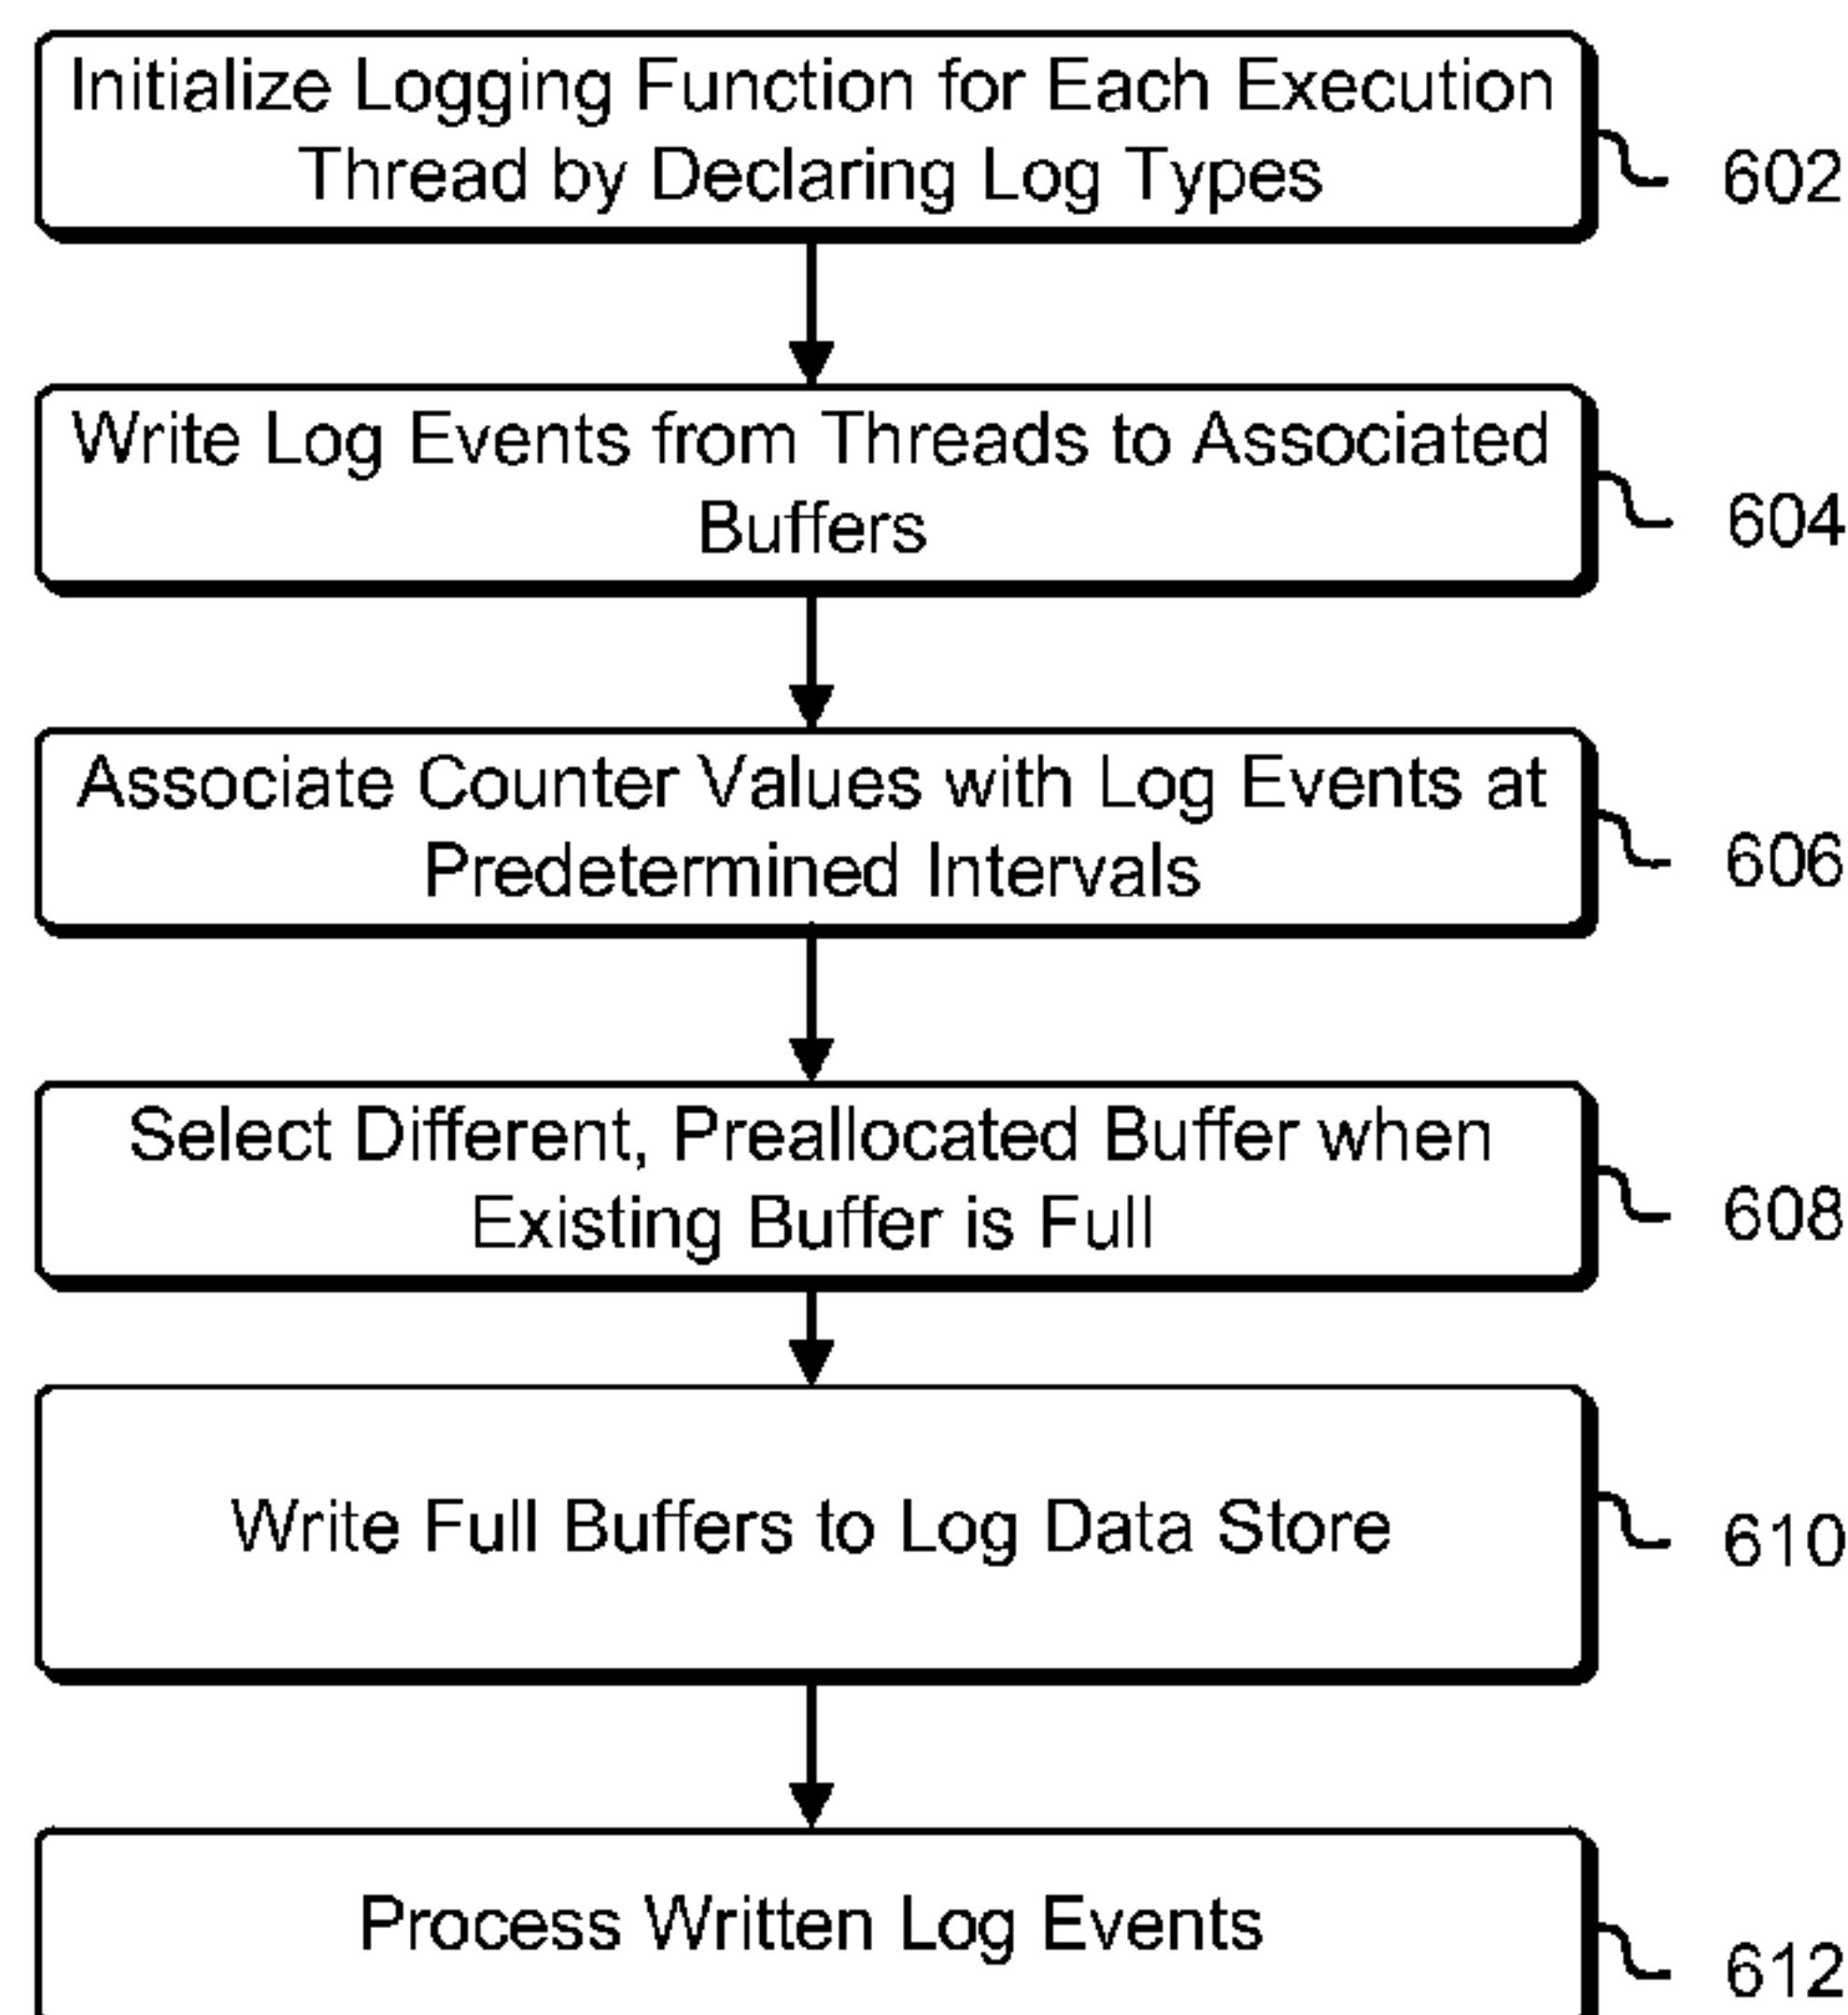 Initialize Logging Function for Each Execution
Thread by Declaring Log Types
602
Write Log Events from Threads to Associated
Buffers
604
Associate Counter Values with Log Events at
Predetermined Intervals
606
Select Different, Preallocated Buffer when
Existing Buffer is Full
608
Write Full Buffers to Log Data Store
610
Process Written Log Events
612